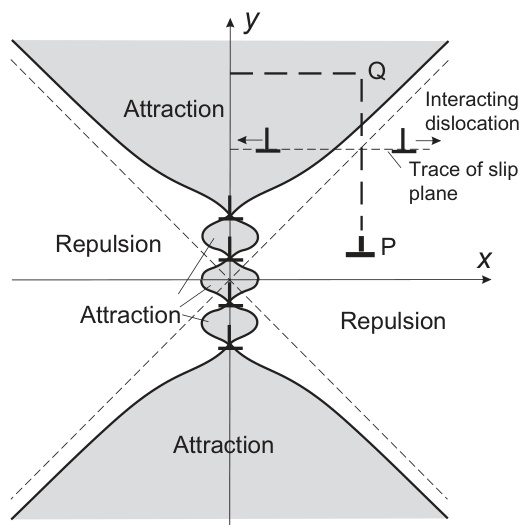 y
Q
Attraction
Interacting
dislocation
Trace of slip
plane
Repulsion
P
x
Attraction
Repulsion
Attraction